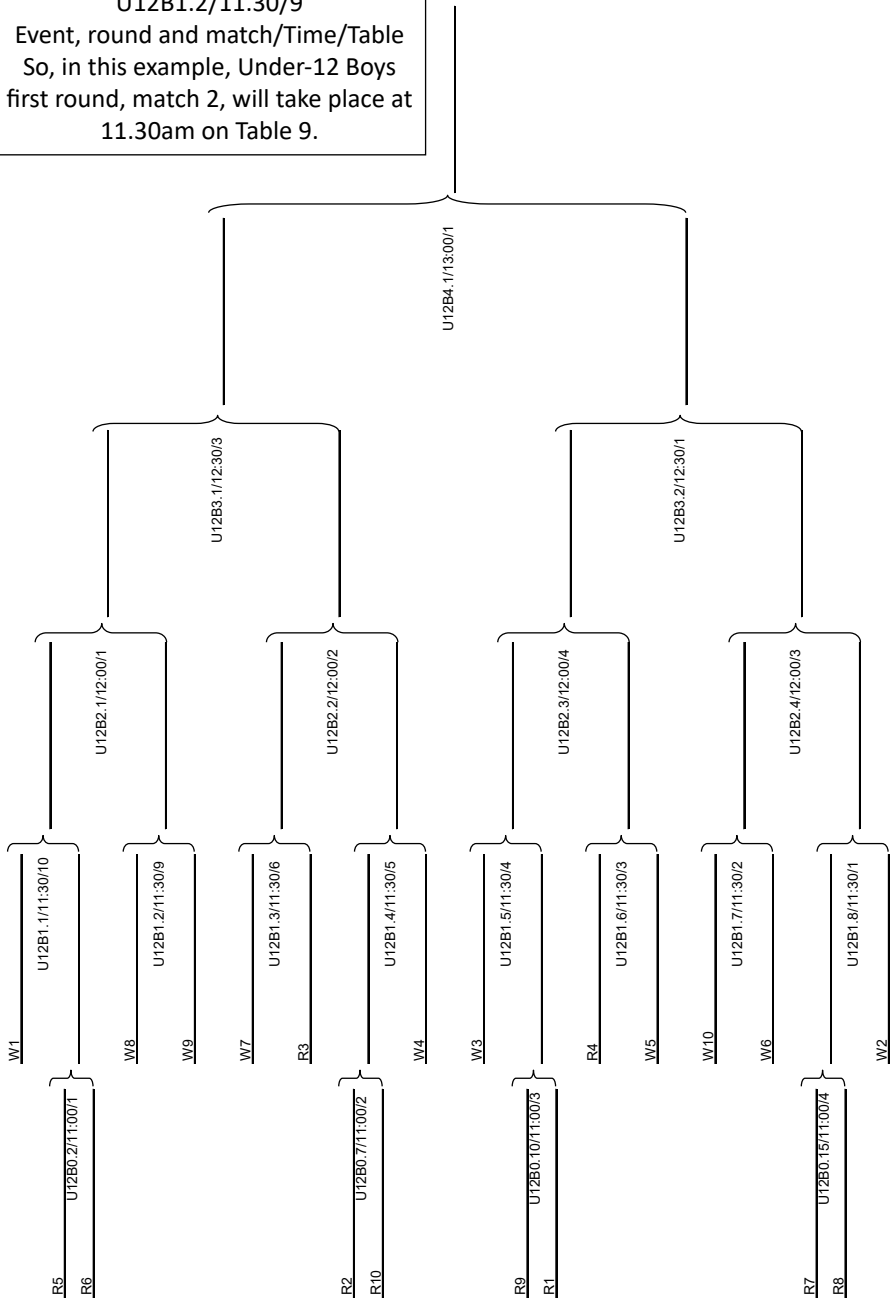 U12B1.2/11.30/9
Event, round and match/Time/Table
So, in this example, Under-12 Boys
first round, match 2, will take place at
11.30am on Table 9.
U12B4.1/13:00/1
U12B3.1/12:30/3
U12B3.2/12:30/1
U12B2.1/12:00/1
U12B2.2/12:00/2
U12B2.3/12:00/4
U12B2.4/12:00/3
U12B1.1/11:30/10
U12B1.2/11:30/9
U12B1.3/11:30/6
U12B1.4/11:30/5
U12B1.5/11:30/4
U12B1.6/11:30/3
U12B1.7/11:30/2
U12B1.8/11:30/1
W1
W8
W9
W7
R3
W4
W3
R4
W5
W10
W6
W2
U12B0.2/11:00/1
U12B0.7/11:00/2
U12B0.10/11:00/3
U12B0.15/11:00/4
R5
R6
R2
R10
R9
R1
R7
R8